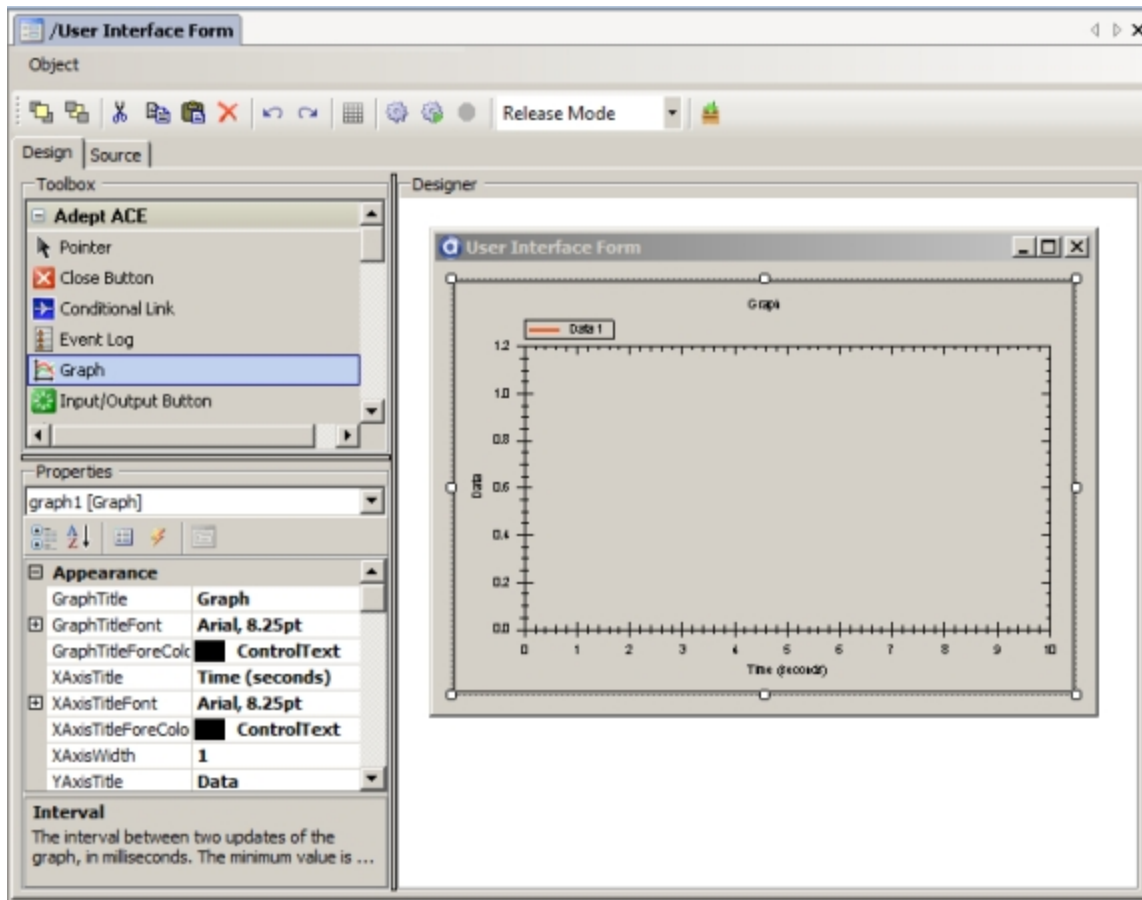 /User Interface Form
Object
Release Mode
Design Source
Toolbox
Adept ACE
Pointer
Close Button
Conditional Link
Event Log
Graph
Input/Output Button
Properties
graph1 [Graph]
Appearance
GraphTitle Graph
GraphTitleFont Arial, 8.25pt
GraphTitleForeColc ControlText
XAxisTitle Time (seconds)
XAxisTitleFont Arial, 8.25pt
XAxisTitleForeColo ControlText
XAxisWidth 1
YAxisTitle Data
Interval
The interval between two updates of the
graph, in milliseconds. The minimum value is ...
Designer
User Interface Form
Graph
Data 1
1.2
1.0
0.8
0.6
0.4
0.2
0.0
Data
0 1 2 3 4 5 6 7 8 9 10
Time (seconds)